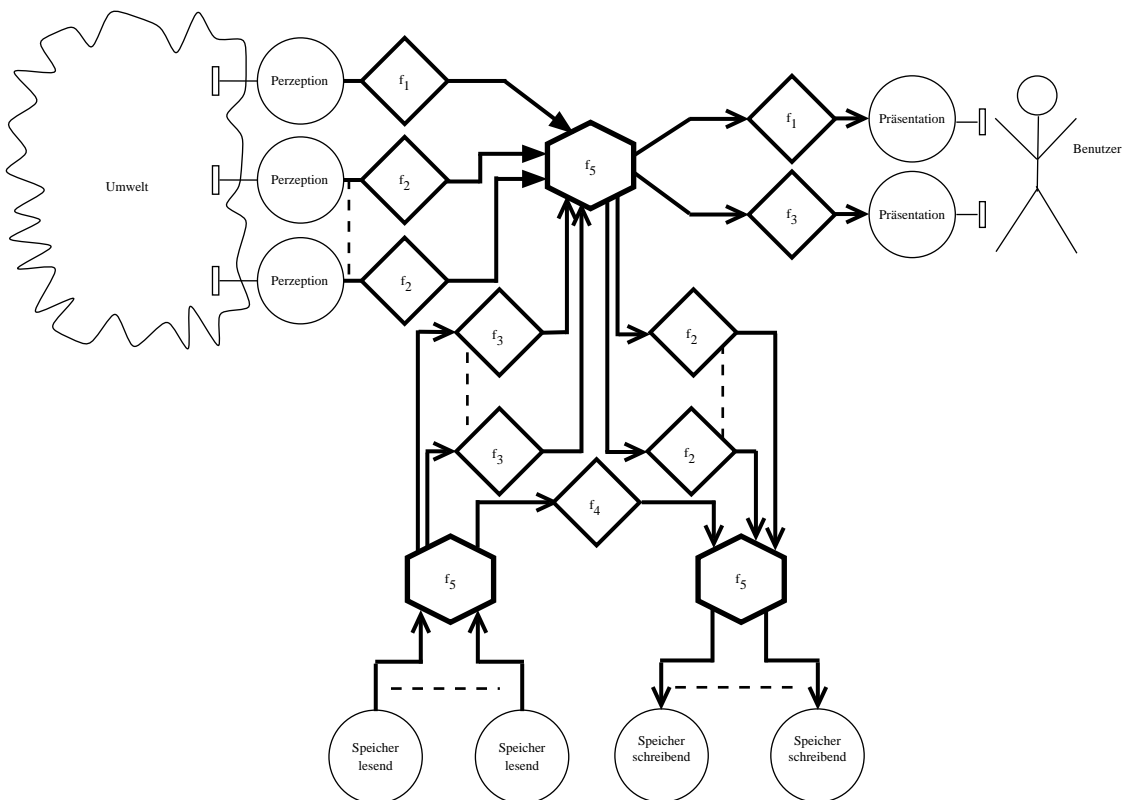 Perzeption
f1
f1
Präsentation
Benutzer
f5
Umwelt
Perzeption
f2
f3
Präsentation
Perzeption
f2
f3
f2
f3
f2
f4
f5
f5
Speicher
lesend
Speicher
lesend
Speicher
schreibend
Speicher
schreibend